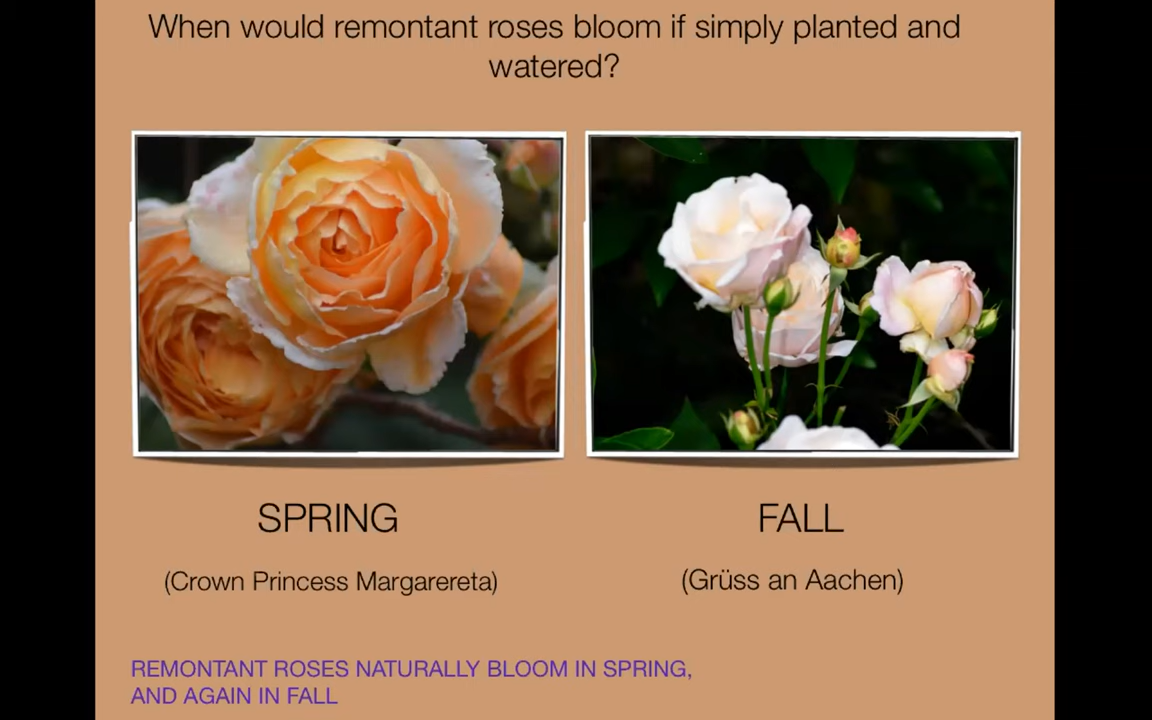 When would remontant roses bloom if simply planted and
watered?
SPRING
FALL
(Crown Princess Margarereta)
(Grüss an Aachen)
REMONTANT ROSES NATURALLY BLOOM IN SPRING,
AND AGAIN IN FALL